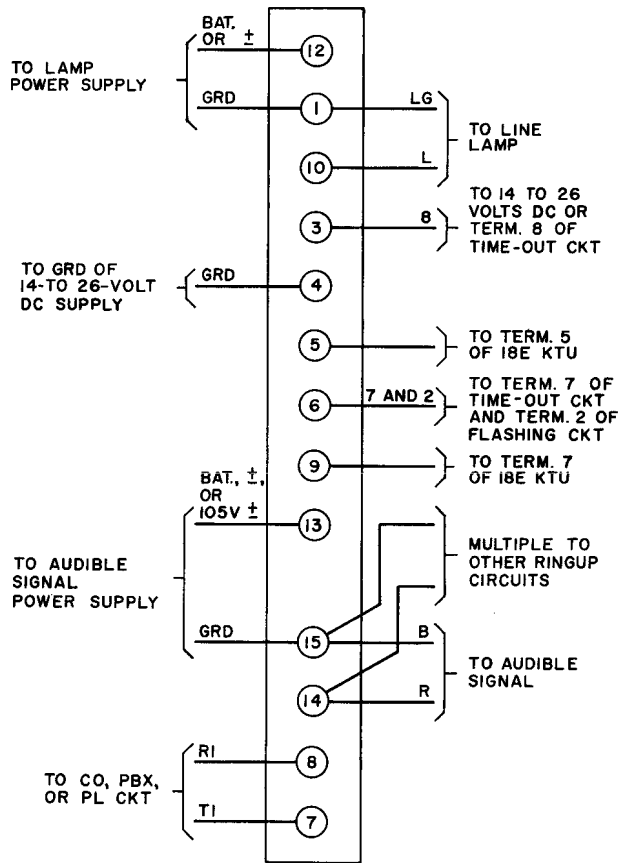 BAT.
OR ±
12
TO LAMP
POWER SUPPLY
GRD
1
LG
TO LINE
LAMP
10
L
3
8
TO 14 TO 26
VOLTS DC OR
TERM. 8 OF
TIME-OUT CKT
TO GRD OF
14-TO 26-VOLT
DC SUPPLY
GRD
4
5
TO TERM. 5
OF 18E KTU
6
7 AND 2
TO TERM. 7 OF
TIME-OUT CKT
AND TERM. 2 OF
FLASHING CKT
9
TO TERM. 7
OF 18E KTU
BAT., ±,
OR
105V ±
13
MULTIPLE TO
OTHER RINGUP
CIRCUITS
TO AUDIBLE
SIGNAL
POWER SUPPLY
GRD
15
B
TO AUDIBLE
SIGNAL
14
R
TO CO, PBX,
OR PL CKT
R1
8
T1
7